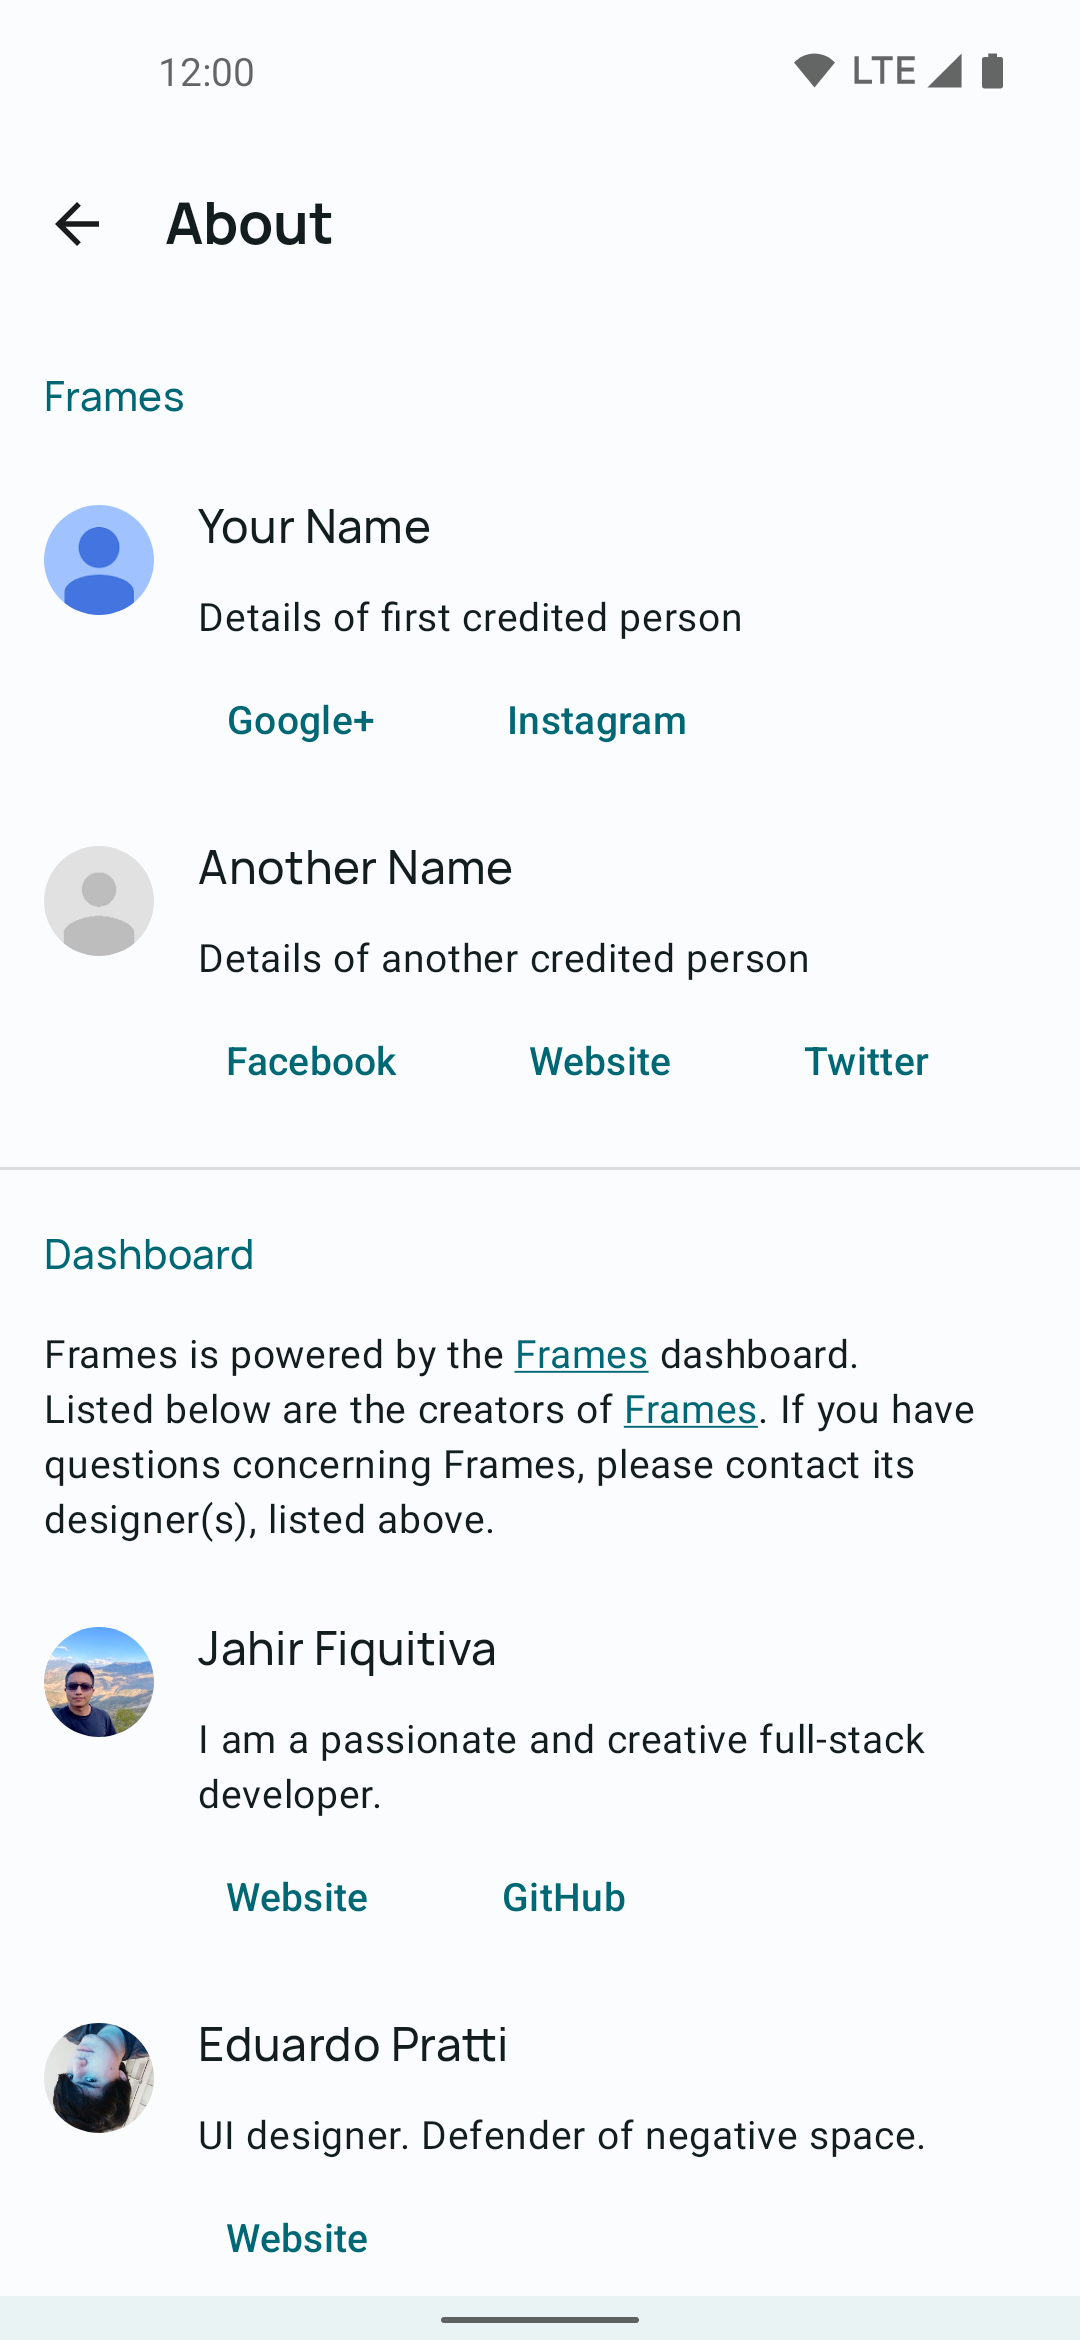 12:00 LTE
About
Frames
Your Name
Details of first credited person
Google+ Instagram
Another Name
Details of another credited person
Facebook Website Twitter
Dashboard
Frames is powered by the Frames dashboard.
Listed below are the creators of Frames. If you have
questions concerning Frames, please contact its
designer(s), listed above.
Jahir Fiquitiva
I am a passionate and creative full-stack
developer.
Website GitHub
Eduardo Pratti
UI designer. Defender of negative space.
Website